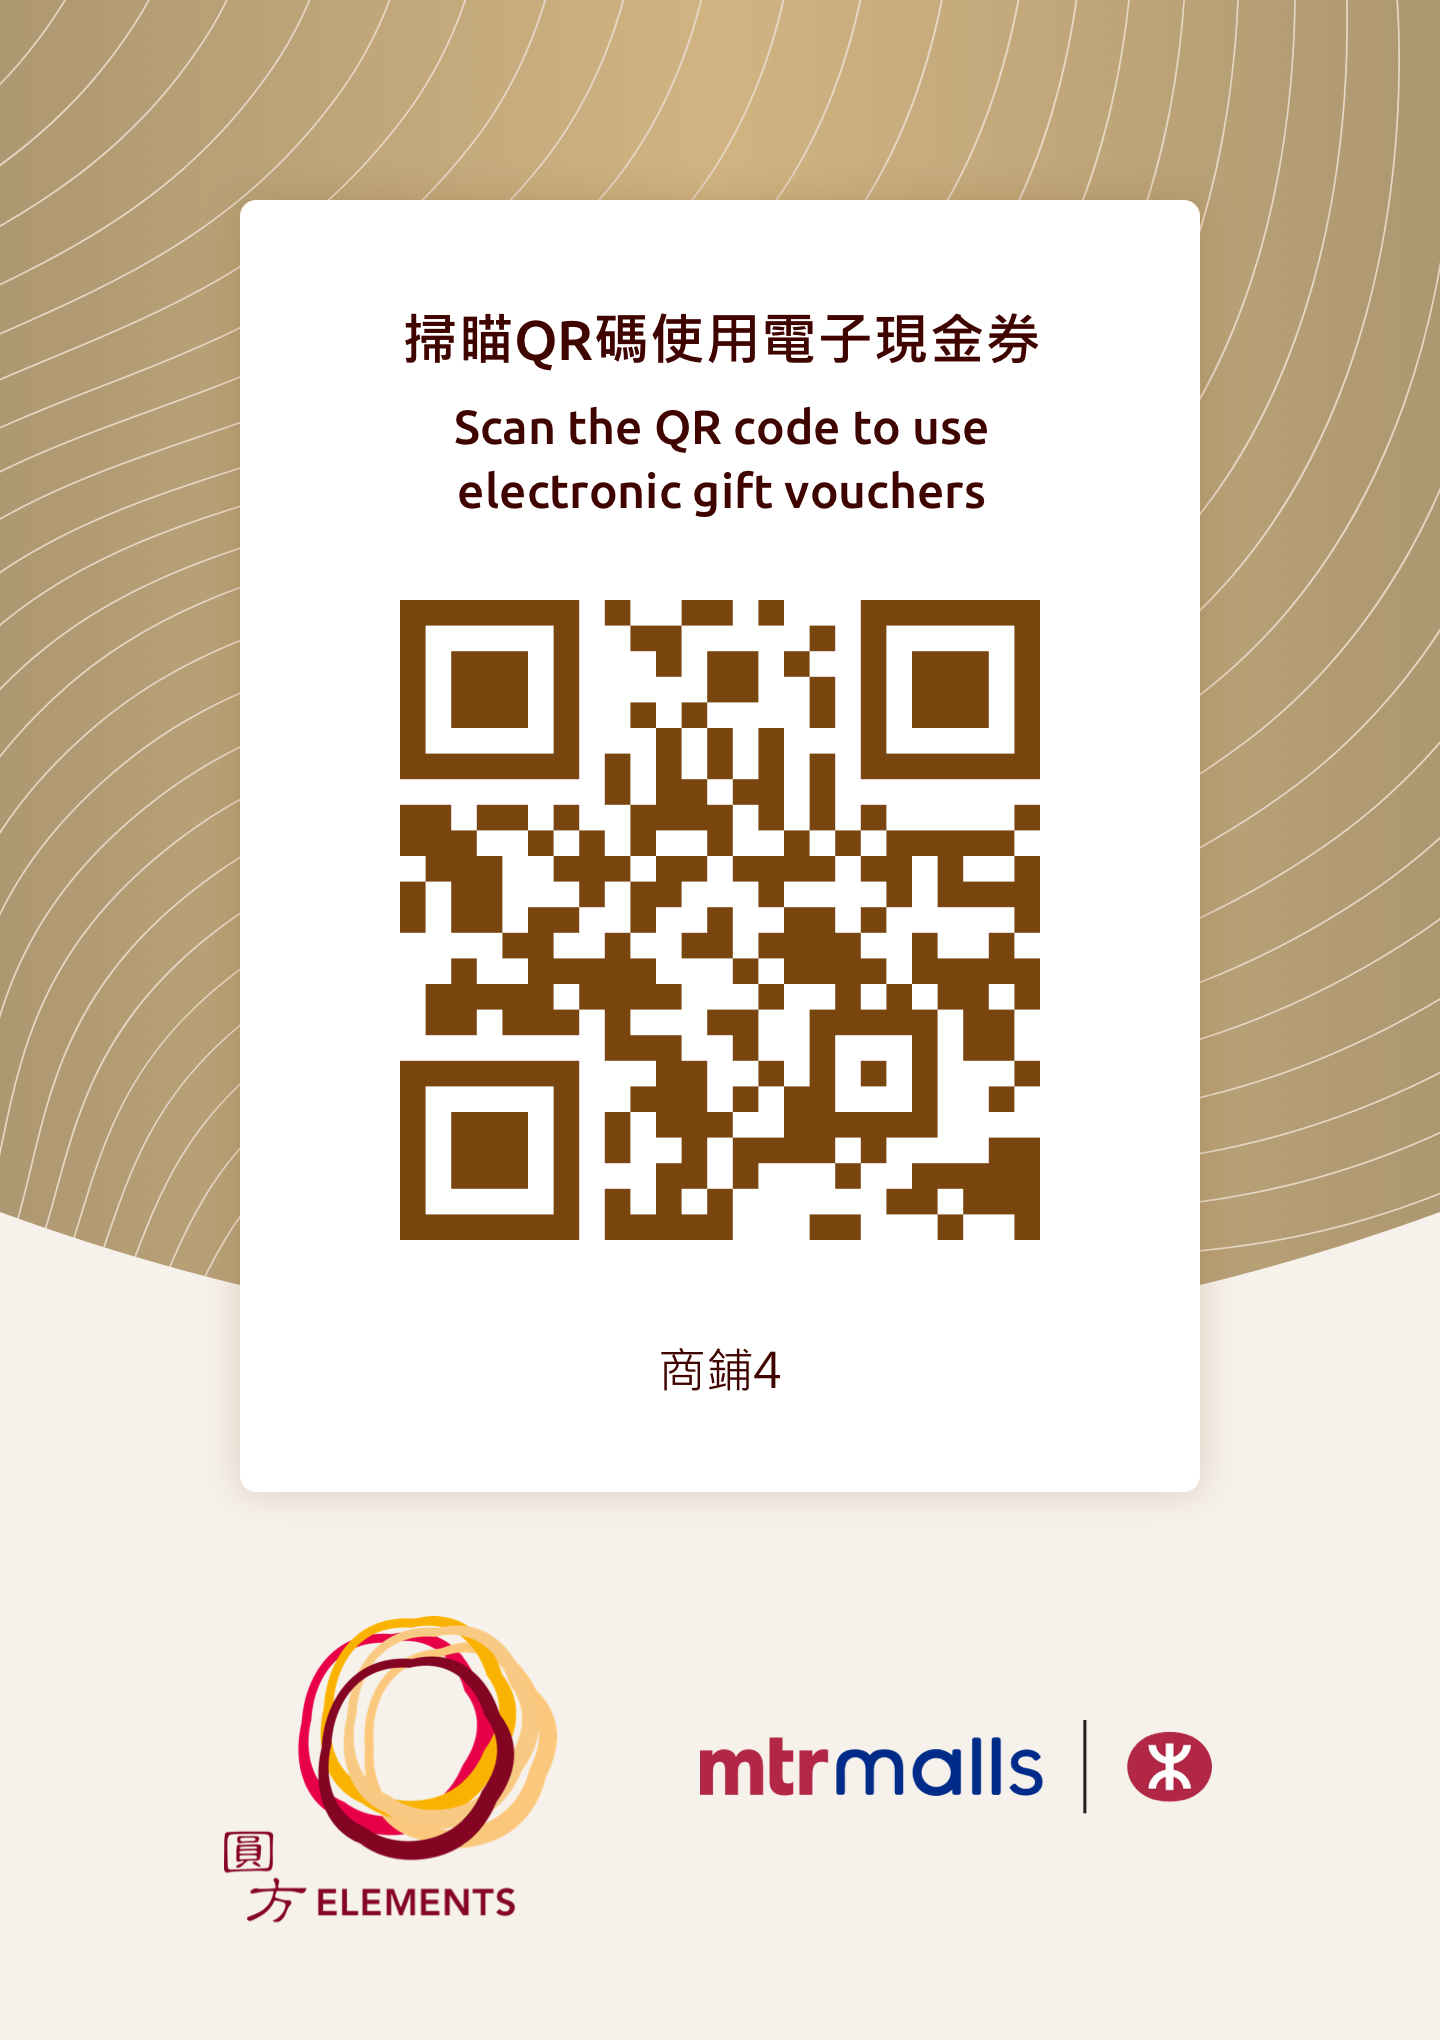 掃瞄QR碼使用電子現金券
Scan the QR code to use
electronic gift vouchers
商鋪4
圓
方 ELEMENTS
mtrmalls